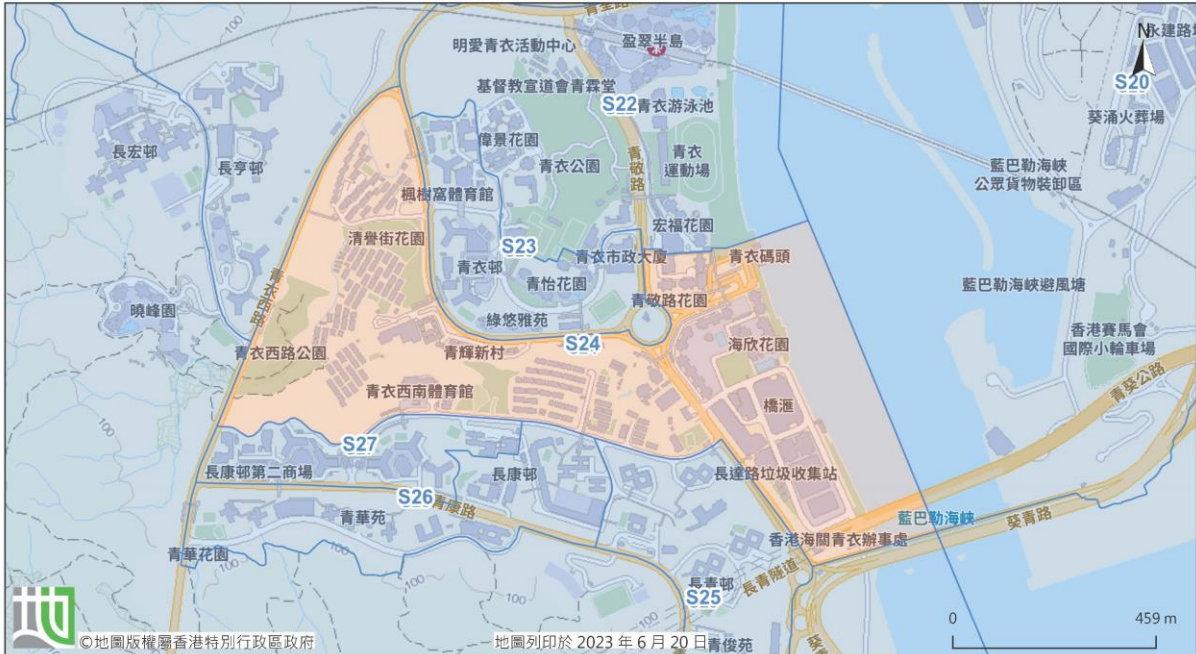 青荃路
明愛青衣活動中心
盈翠半島
N
S20
葵涌火葬場
基督教宣道會青霖堂
S22
青衣游泳池
長宏邨
長亨邨
偉景花園
青衣公園
青敬路
青衣
運動場
藍巴勒海峽
公眾貨物裝卸區
楓樹窩體育館
宏福花園
清譽街花園
S23
青衣市政大廈
青衣碼頭
青衣邨
青怡花園
青衣西路
青敬路花園
藍巴勒海峽避風塘
曉峰園
綠悠雅苑
香港賽馬會
國際小輪車場
青衣西路公園
青輝新村
S24
海欣花園
青葵公路
青衣西南體育館
橋滙
S27
長康邨第二商場
長康邨
長達路垃圾收集站
S26
青康路
青華苑
藍巴勒海峽
葵青路
香港海關青衣辦事處
青華花園
長青邨
長青隧道
S25
青俊苑
100
100
100
100
©地圖版權屬香港特別行政區政府
地圖列印於 2023 年 6 月 20 日
0
459 m